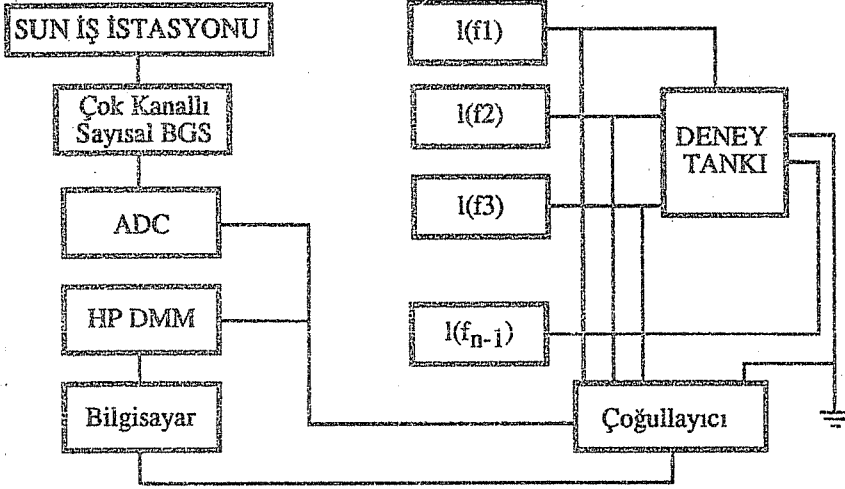 SUN İŞ İSTASYONU
Çok Kanallı
Sayısal BGS
ADC
HP DMM
Bilgisayar
l(f1)
l(f2)
l(f3)
l(fn-1)
DENEY
TANKI
Çoğullayıcı